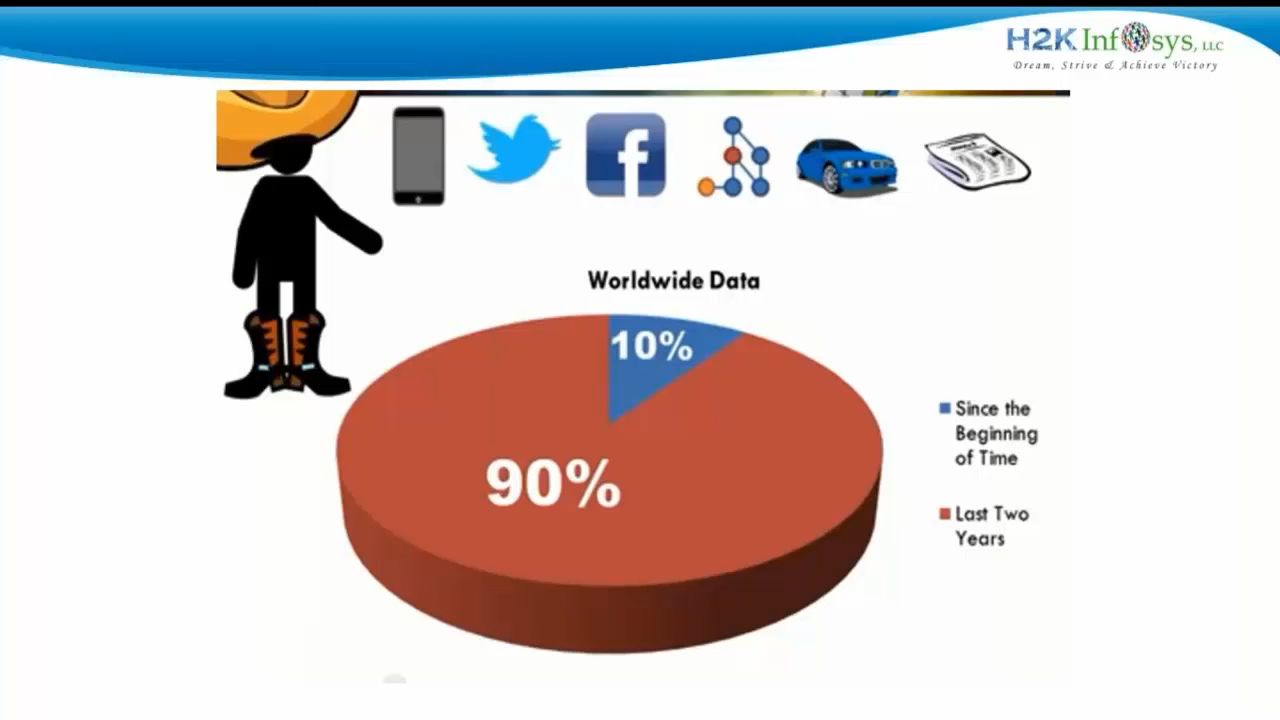 H2K Infosys, LLC
Dream, Strive & Achieve Victory
f
Worldwide Data
10%
90%
Since the
Beginning
of Time
Last Two
Years